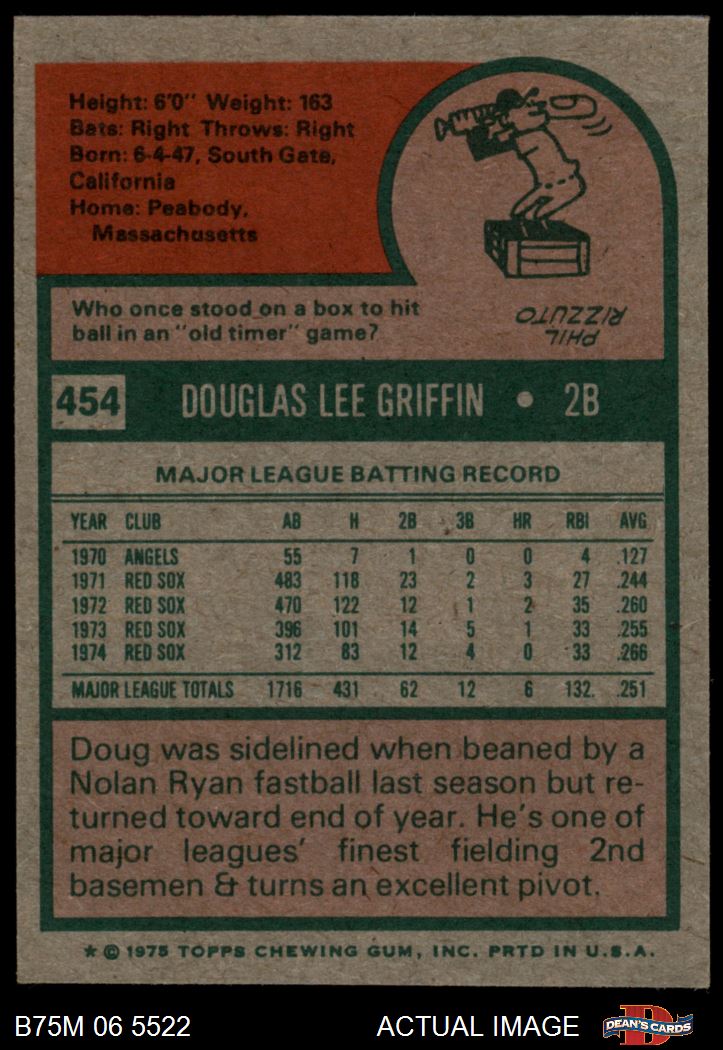 Height: 6'0" Weight: 163
Bats: Right Throws: Right
Born: 6-4-47, South Gate,
California
Home: Peabody,
Massachusetts
Who once stood on a box to hit
ball in an "old timer" game?
PHIL
RIZZUTO
454 DOUGLAS LEE GRIFFIN • 2B
MAJOR LEAGUE BATTING RECORD
YEAR CLUB AB H 2B 3B HR RBI AVG
1970 ANGELS 55 7 1 0 0 4 .127
1971 RED SOX 483 118 23 2 3 27 .244
1972 RED SOX 470 122 12 1 2 35 .260
1973 RED SOX 396 101 14 5 1 33 .255
1974 RED SOX 312 83 12 4 0 33 .266
MAJOR LEAGUE TOTALS 1716 431 62 12 6 132. .251
Doug was sidelined when beaned by a
Nolan Ryan fastball last season but re-
turned toward end of year. He's one of
major leagues' finest fielding 2nd
basemen & turns an excellent pivot.
* © 1975 TOPPS CHEWING GUM, INC. PRTD IN U.S.A.
B75M 06 5522 ACTUAL IMAGE D DEAN'S CARDS